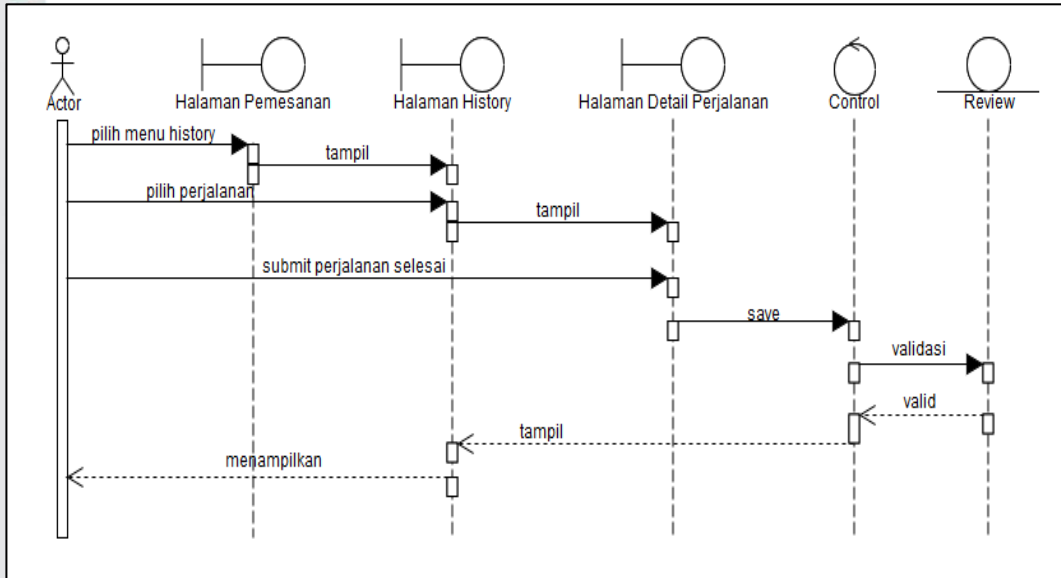 Actor
Halaman Pemesanan
Halaman History
Halaman Detail Perjalanan
Control
Review
pilih menu history
tampil
pilih perjalanan
tampil
submit perjalanan selesai
save
validasi
valid
tampil
menampilkan